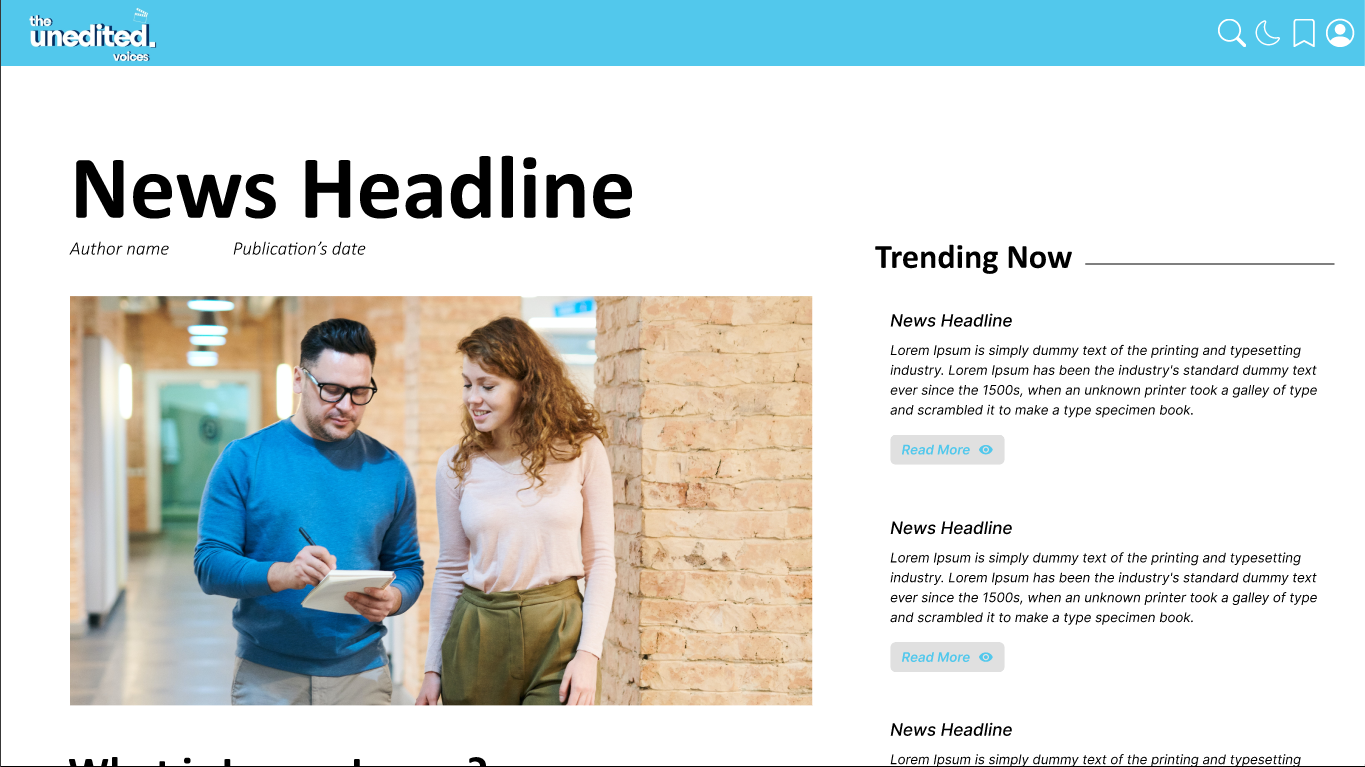 the
unedited.
voices
News Headline
Author name Publication's date
Trending Now
News Headline
Lorem Ipsum is simply dummy text of the printing and typesetting
industry. Lorem Ipsum has been the industry's standard dummy text
ever since the 1500s, when an unknown printer took a galley of type
and scrambled it to make a type specimen book.
Read More
News Headline
Lorem Ipsum is simply dummy text of the printing and typesetting
industry. Lorem Ipsum has been the industry's standard dummy text
ever since the 1500s, when an unknown printer took a galley of type
and scrambled it to make a type specimen book.
Read More
News Headline
Lorem Ipsum is simply dummy text of the printing and typesetting
What is Lorem Ipsum?